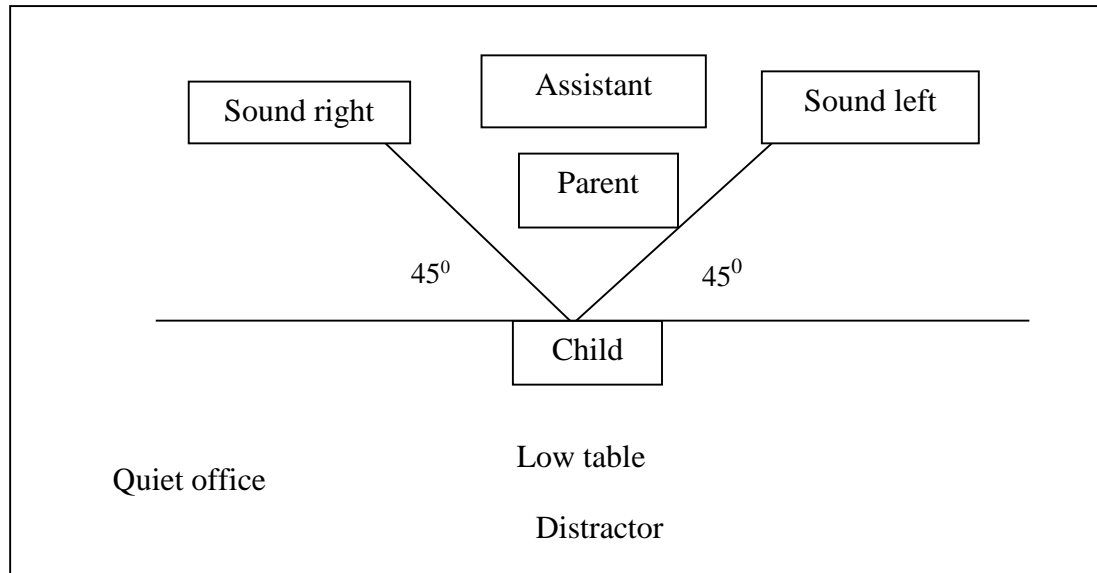 Assistant
Sound right
Sound left
Parent
45⁰
45⁰
Child
Low table
Quiet office
Distractor